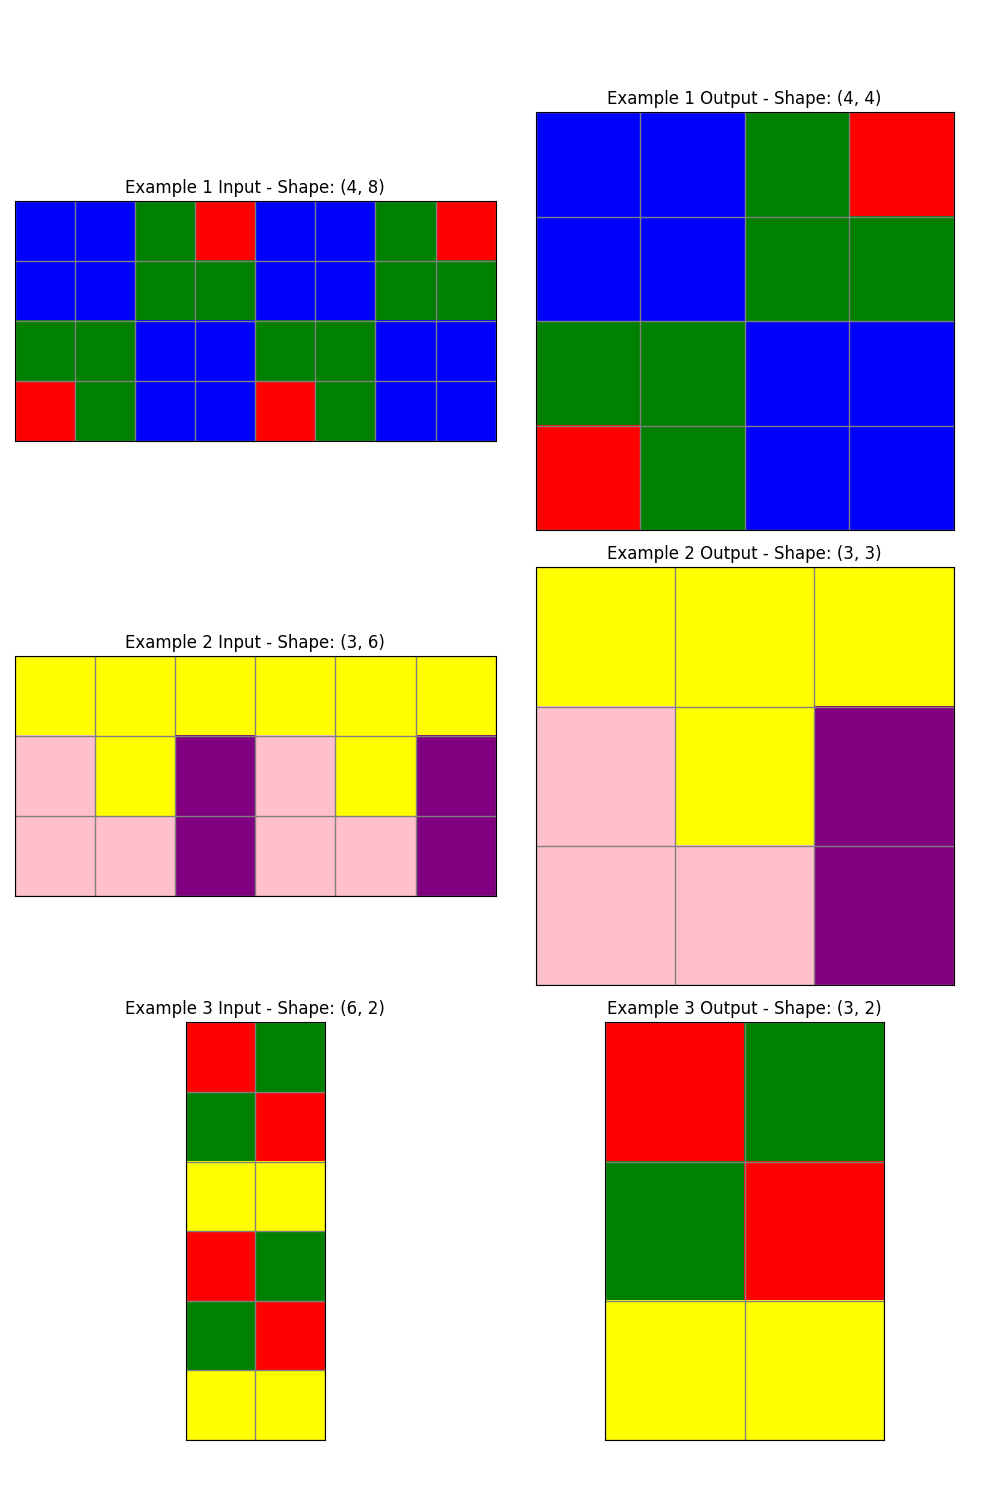 Example 1 Input - Shape: (4, 8)
Example 1 Output - Shape: (4, 4)
Example 2 Input - Shape: (3, 6)
Example 2 Output - Shape: (3, 3)
Example 3 Input - Shape: (6, 2)
Example 3 Output - Shape: (3, 2)